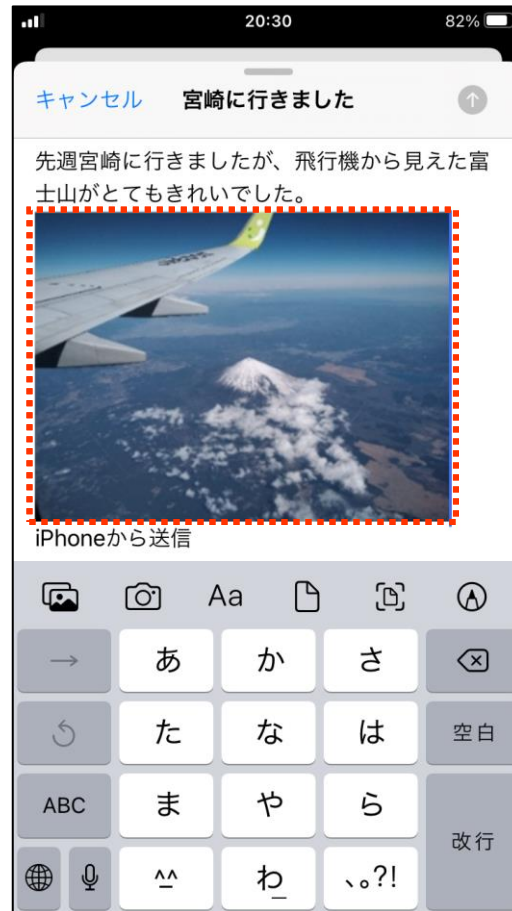 20:30
82%
キャンセル 宮崎に行きました
先週宮崎に行きましたが、飛行機から見えた富
士山がとてもきれいでした。
iPhoneから送信
Aa
→ あ か さ
た な は 空白
ABC ま や ら
改行
^^ わ_ 、。?!